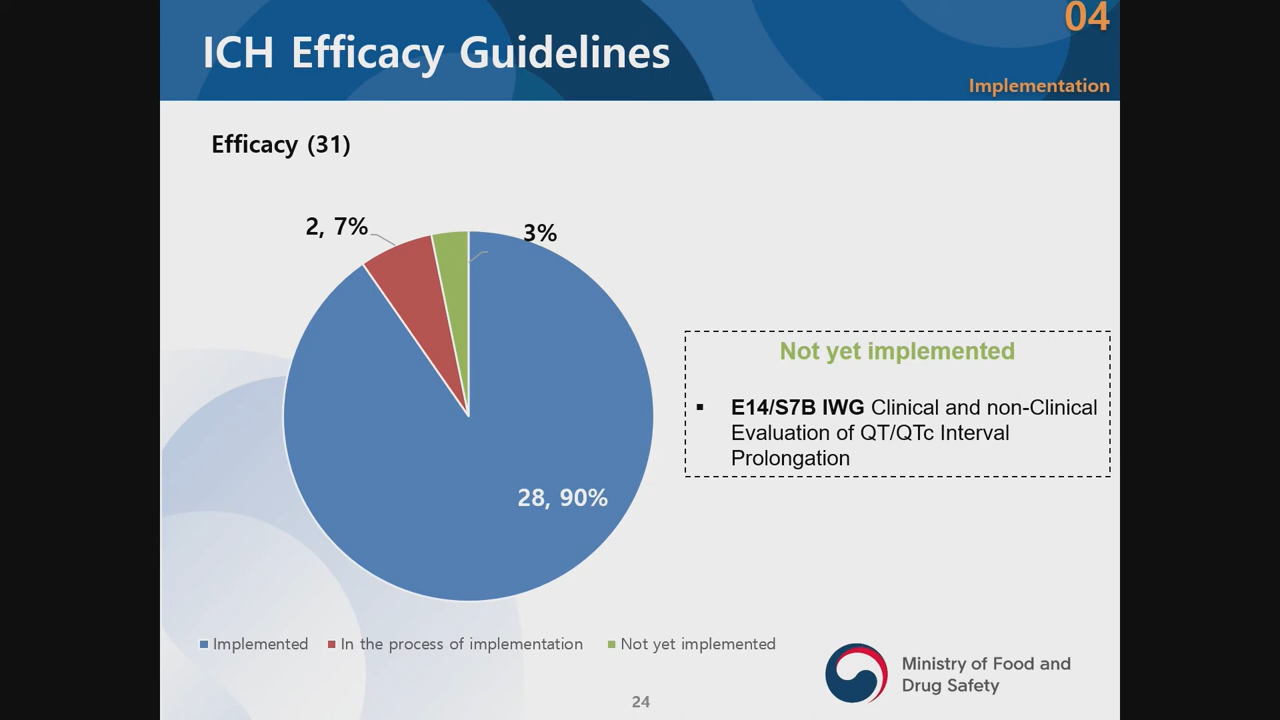 04
ICH Efficacy Guidelines
Implementation
Efficacy (31)
2, 7%
3%
28, 90%
Not yet implemented
▪ E14/S7B IWG Clinical and non-Clinical
Evaluation of QT/QTc Interval
Prolongation
Implemented
In the process of implementation
Not yet implemented
Ministry of Food and
Drug Safety
24